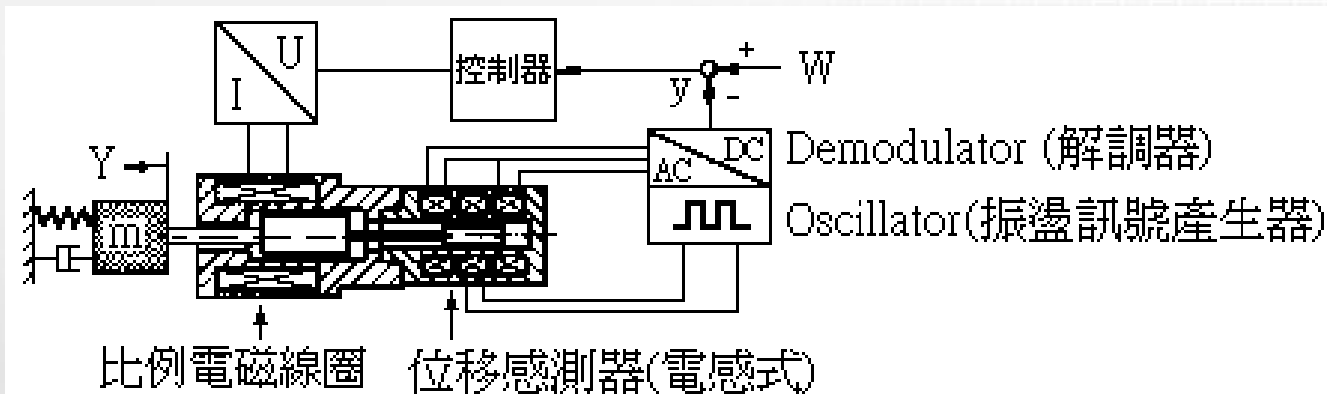 U
I
控制器
+
W
y
-
Y
DC
AC
Demodulator (解調器)
m
Oscillator(振盪訊號產生器)
比例電磁線圈
位移感測器(電感式)